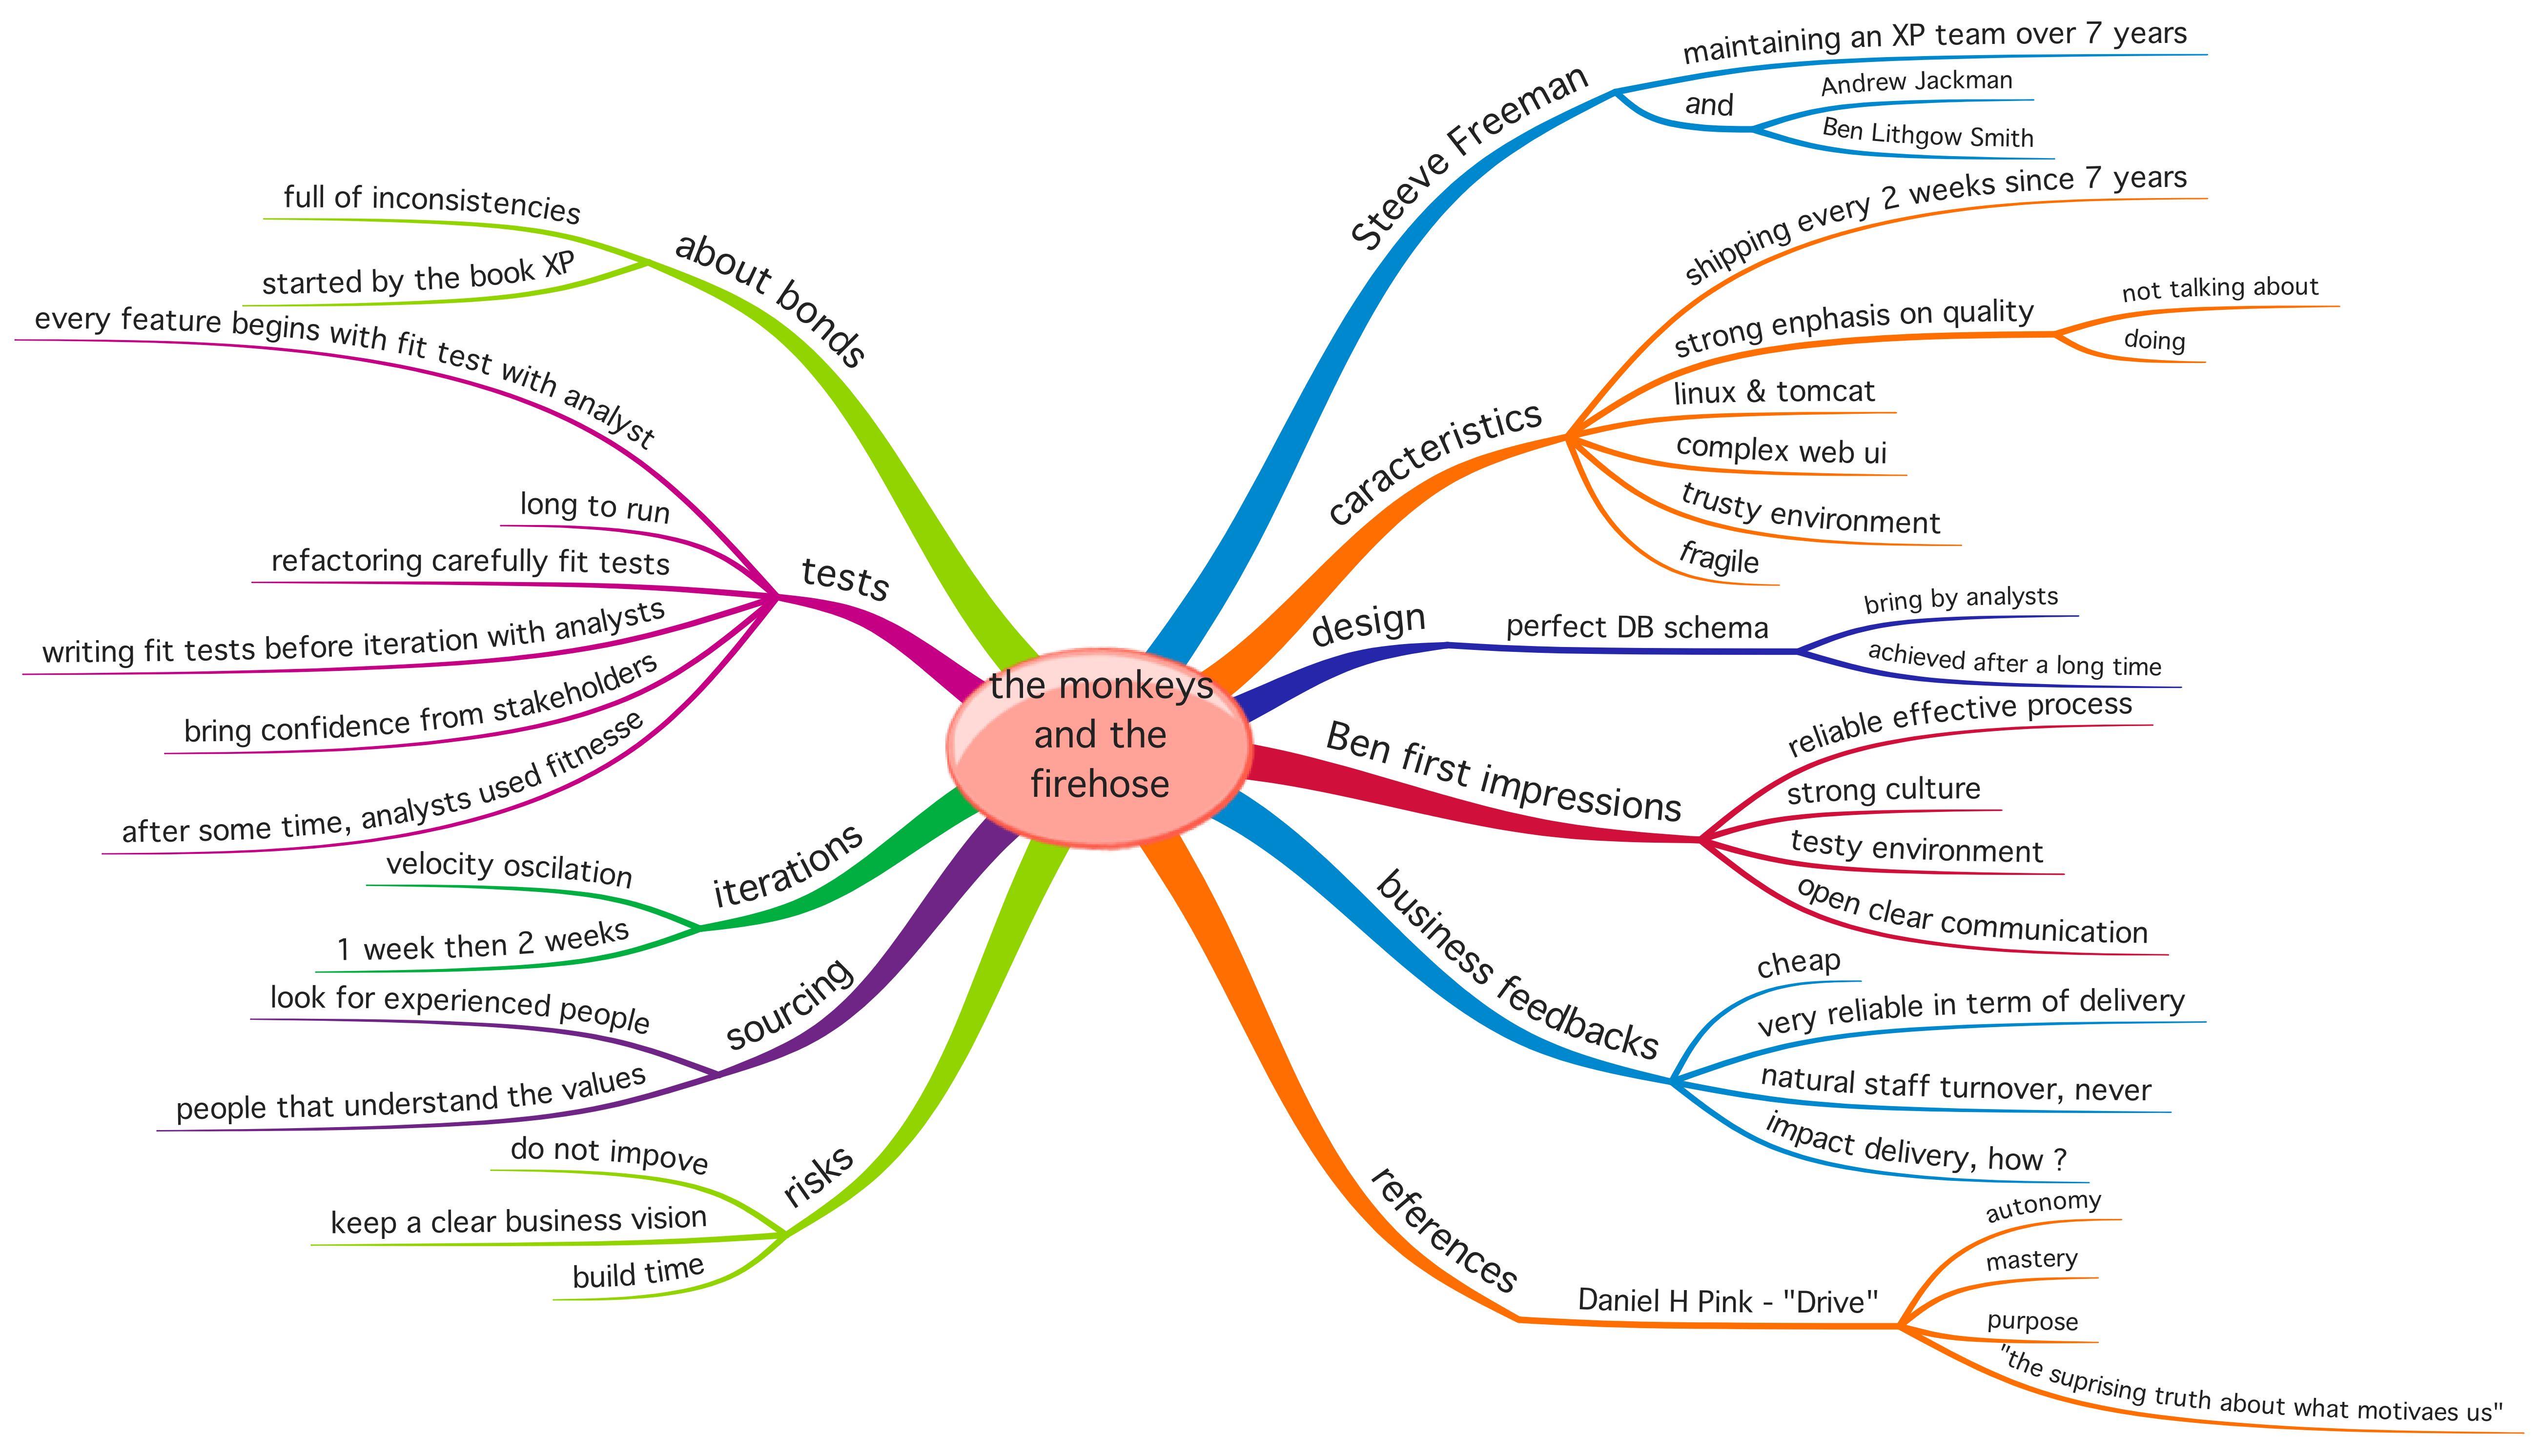 the monkeys
and the
firehose
Steeve Freeman
maintaining an XP team over 7 years
and
Andrew Jackman
Ben Lithgow Smith
caracteristics
shipping every 2 weeks since 7 years
strong enphasis on quality
not talking about
doing
linux & tomcat
complex web ui
trusty environment
fragile
design
perfect DB schema
bring by analysts
achieved after a long time
Ben first impressions
reliable effective process
strong culture
testy environment
open clear communication
business feedbacks
cheap
very reliable in term of delivery
natural staff turnover, never
impact delivery, how ?
references
Daniel H Pink - "Drive"
autonomy
mastery
purpose
"the suprising truth about what motivaes us"
about bonds
full of inconsistencies
started by the book XP
tests
every feature begins with fit test with analyst
long to run
refactoring carefully fit tests
writing fit tests before iteration with analysts
bring confidence from stakeholders
after some time, analysts used fitnesse
iterations
velocity oscilation
1 week then 2 weeks
sourcing
look for experienced people
people that understand the values
risks
do not impove
keep a clear business vision
build time